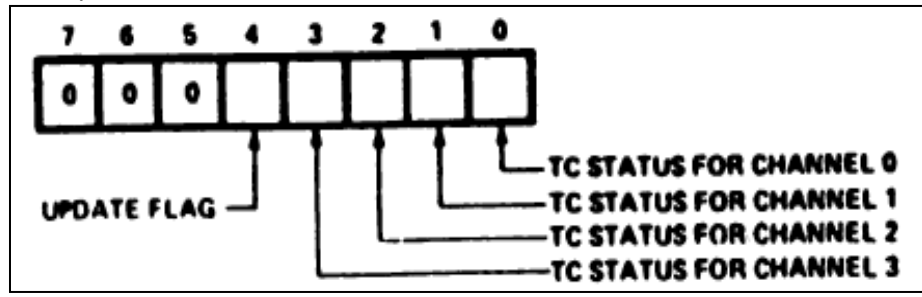 7 6 5 4 3 2 1 0
0 0 0
TC STATUS FOR CHANNEL 0
UPDATE FLAG
TC STATUS FOR CHANNEL 1
TC STATUS FOR CHANNEL 2
TC STATUS FOR CHANNEL 3